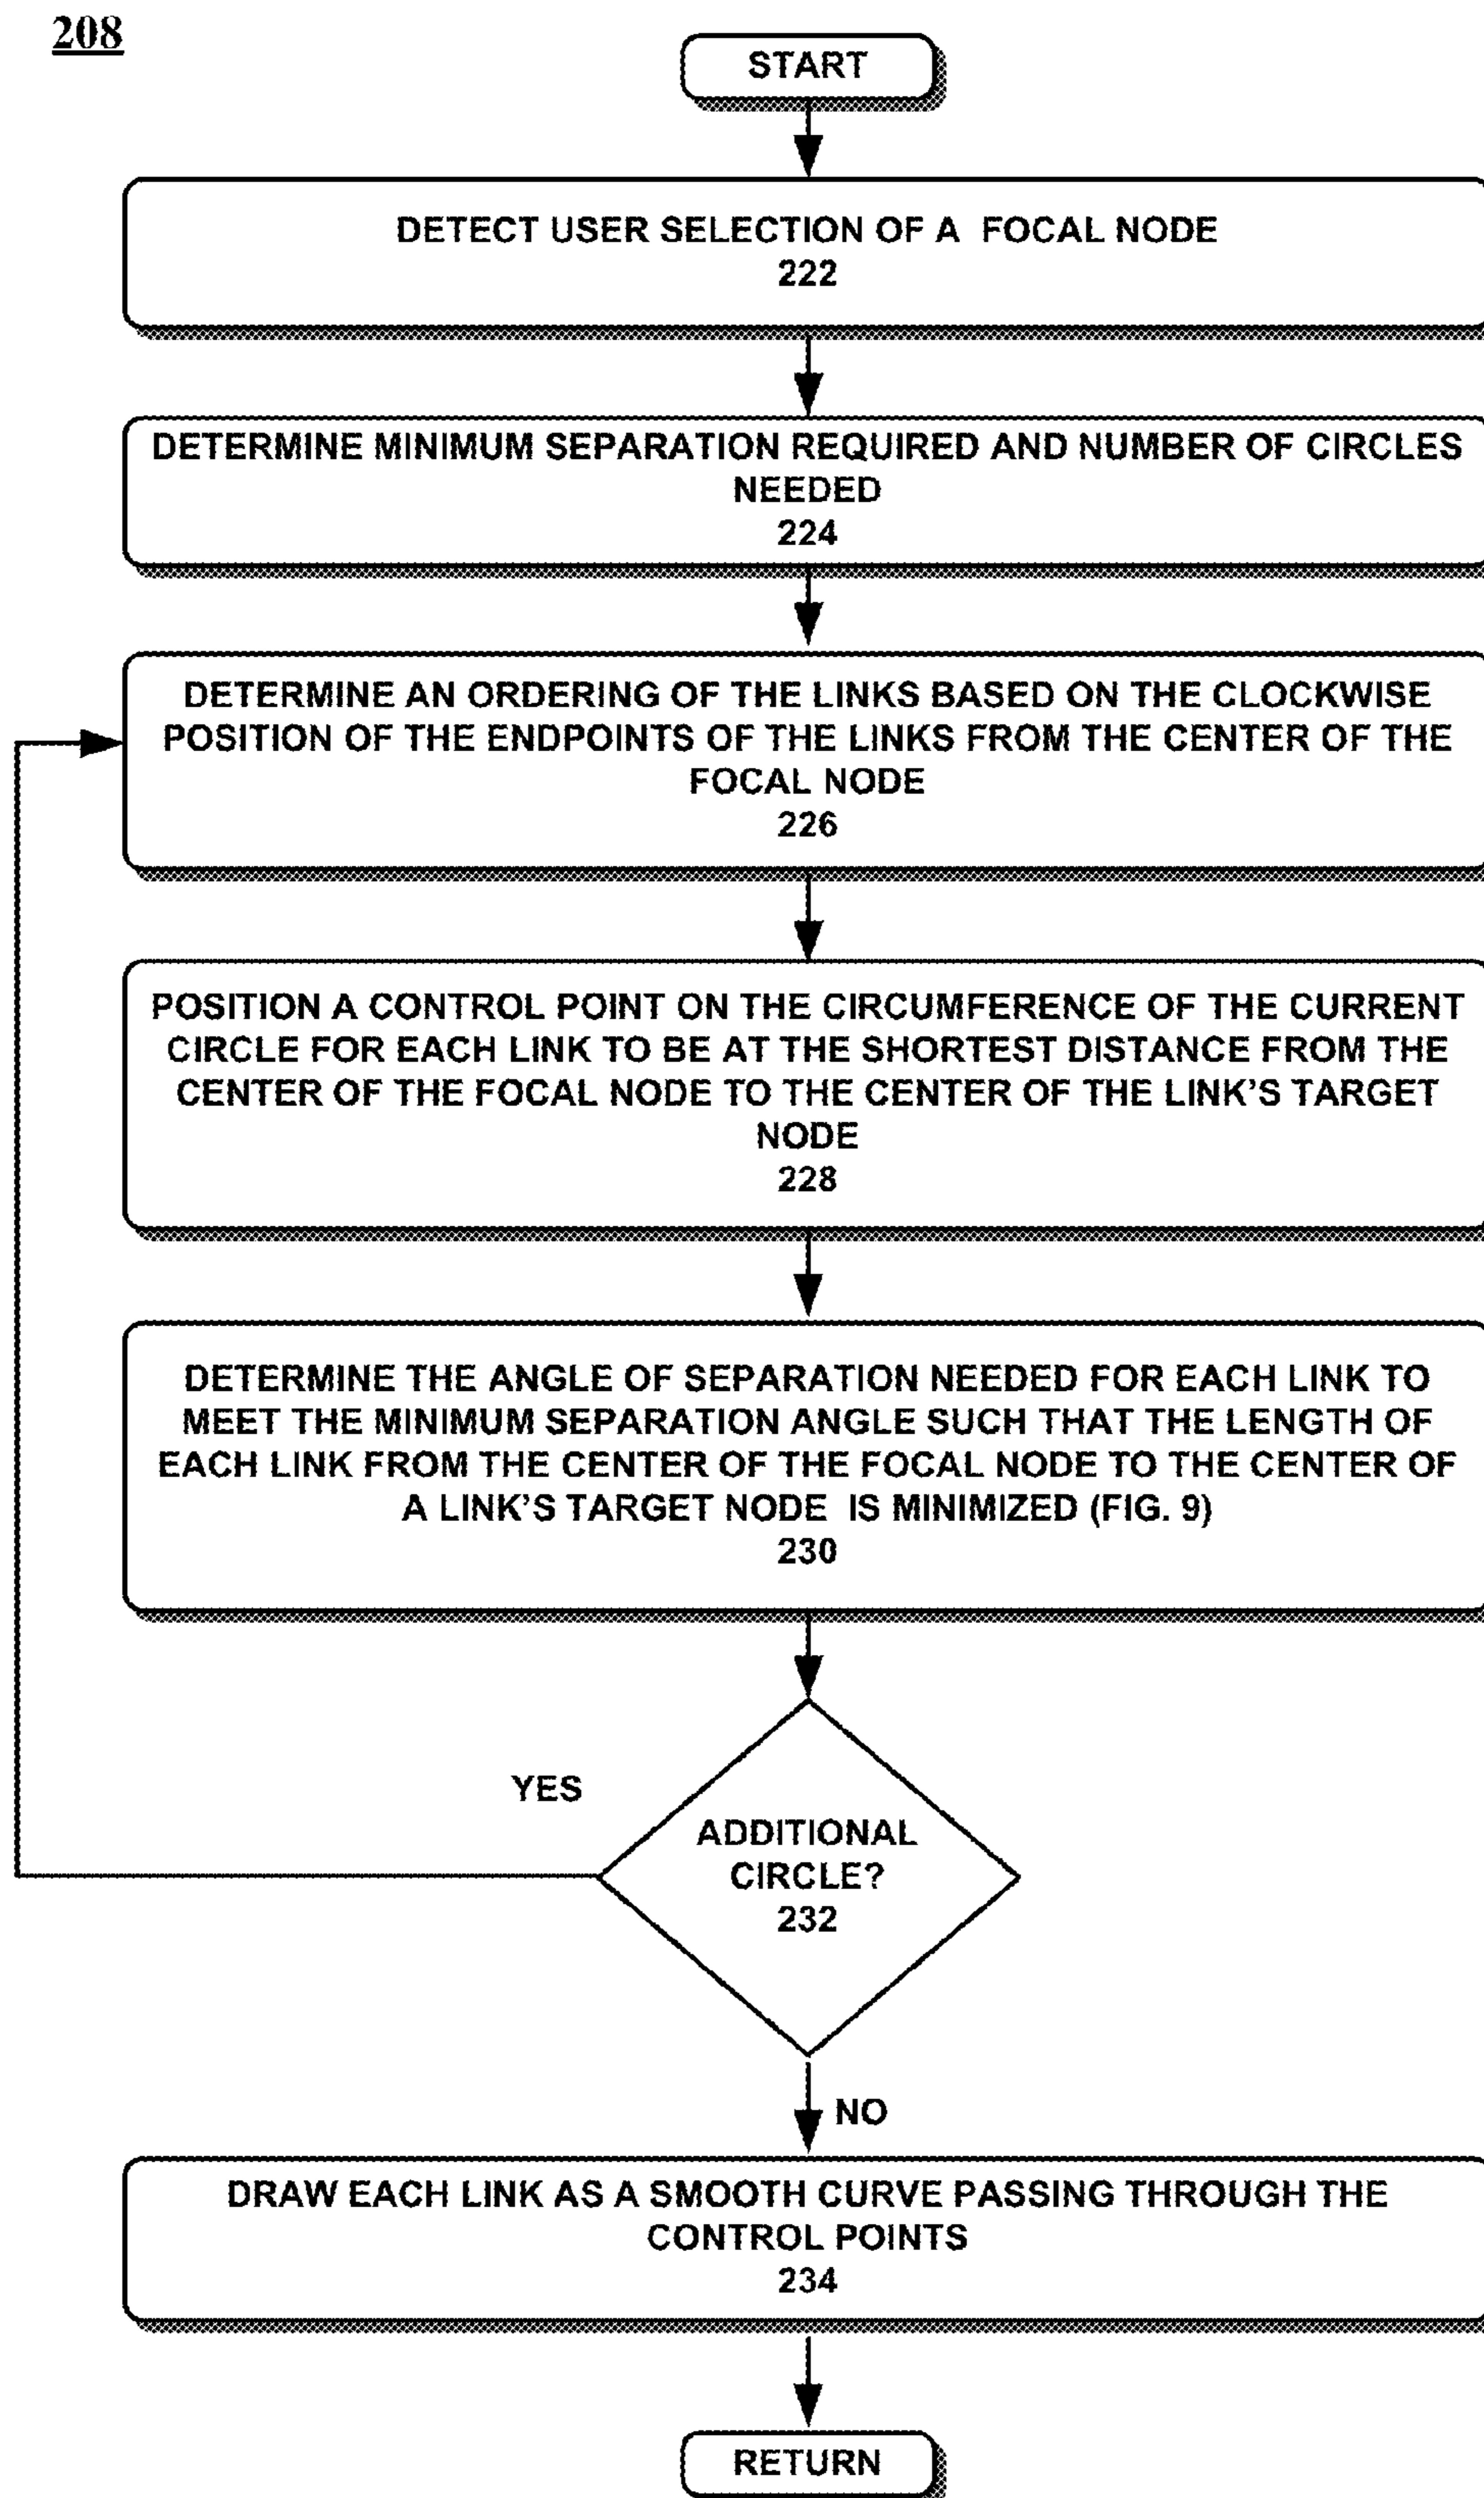 208
START
DETECT USER SELECTION OF A FOCAL NODE
222
DETERMINE MINIMUM SEPARATION REQUIRED AND NUMBER OF CIRCLES
NEEDED
224
DETERMINE AN ORDERING OF THE LINKS BASED ON THE CLOCKWISE
POSITION OF THE ENDPOINTS OF THE LINKS FROM THE CENTER OF THE
FOCAL NODE
226
POSITION A CONTROL POINT ON THE CIRCUMFERENCE OF THE CURRENT
CIRCLE FOR EACH LINK TO BE AT THE SHORTEST DISTANCE FROM THE
CENTER OF THE FOCAL NODE TO THE CENTER OF THE LINK'S TARGET
NODE
228
DETERMINE THE ANGLE OF SEPARATION NEEDED FOR EACH LINK TO
MEET THE MINIMUM SEPARATION ANGLE SUCH THAT THE LENGTH OF
EACH LINK FROM THE CENTER OF THE FOCAL NODE TO THE CENTER OF
A LINK'S TARGET NODE IS MINIMIZED (FIG. 9)
230
YES
ADDITIONAL
CIRCLE?
232
NO
DRAW EACH LINK AS A SMOOTH CURVE PASSING THROUGH THE
CONTROL POINTS
234
RETURN